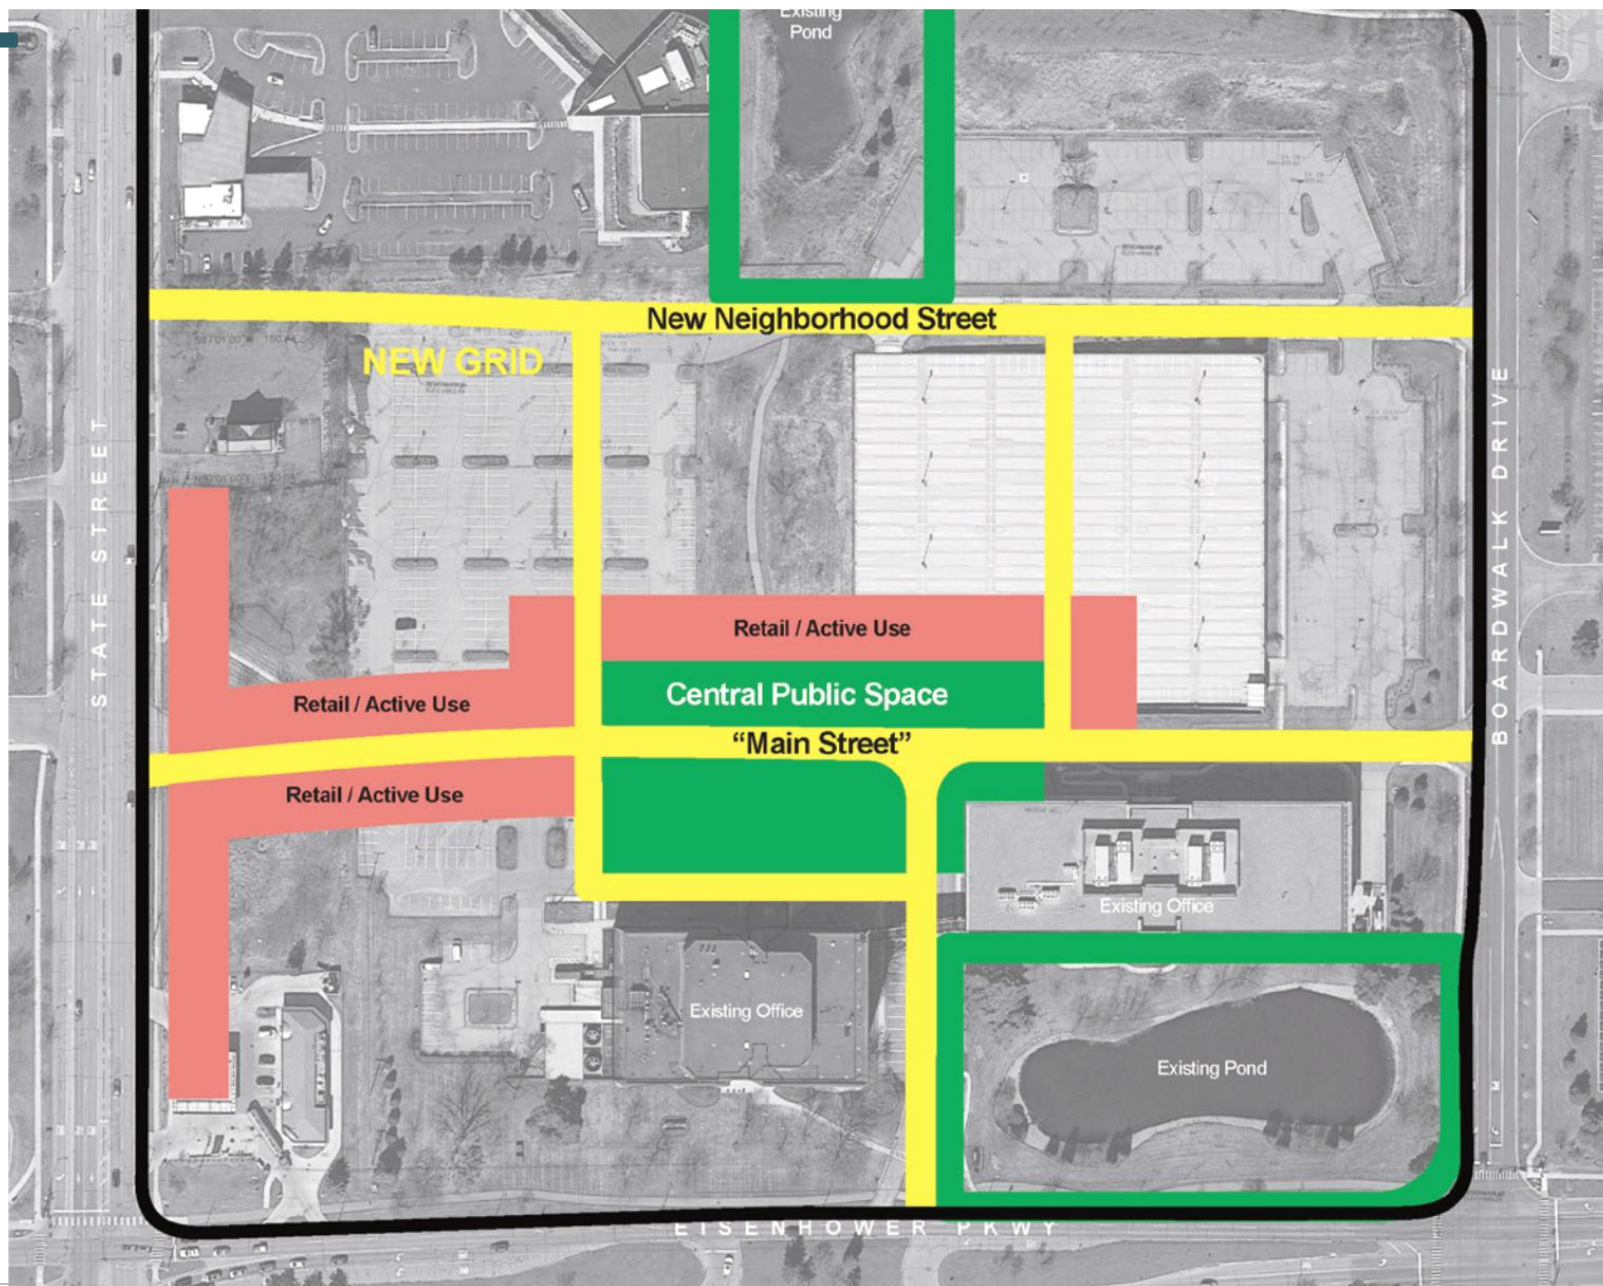 Existing
Pond
New Neighborhood Street
NEW GRID
STATE STREET
BOARDWALK DRIVE
Retail / Active Use
Central Public Space
Retail / Active Use
“Main Street”
Retail / Active Use
Existing Office
Existing Office
Existing Pond
EISENHOWER PKWY